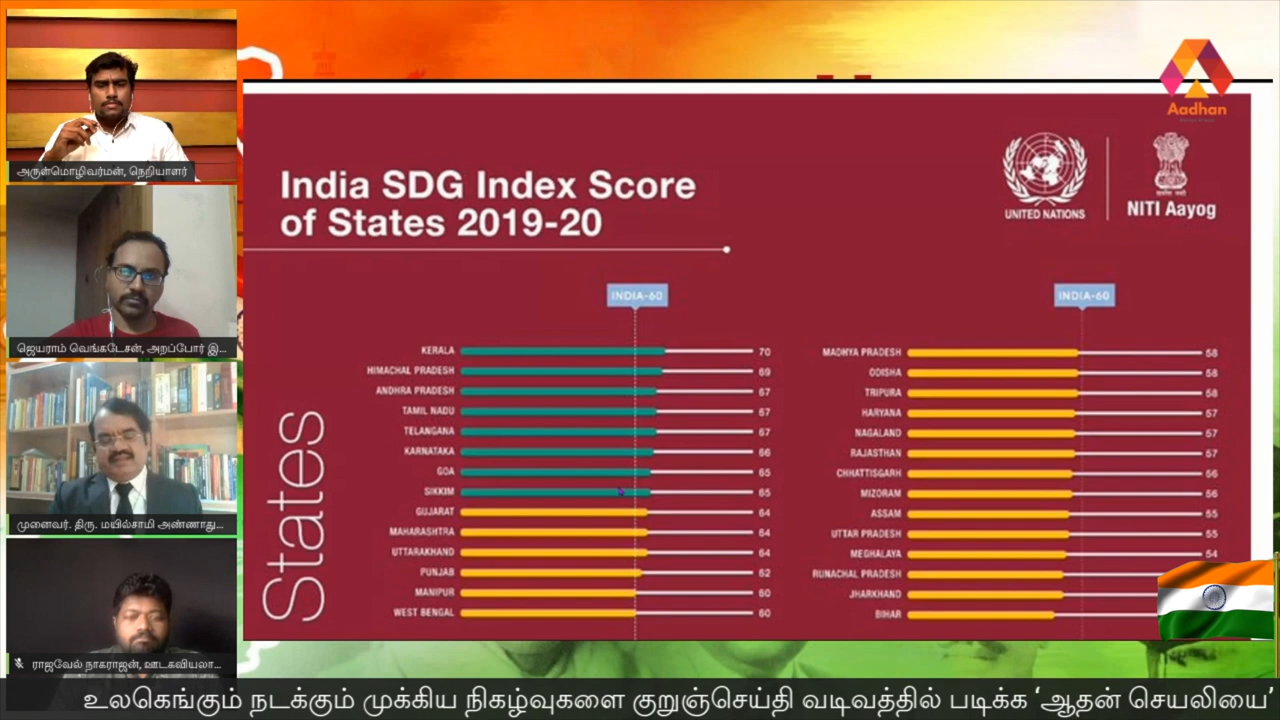 அருள்மொழிவர்மன், நெறியாளர்
ஜெயராம் வெங்கடேசன், அறப்போர் இ...
முனைவர். திரு. மயில்சாமி அண்ணாது...
ராஜவேல் நாகராஜன், ஊடகவியலா...
Aadhan
India SDG Index Score
of States 2019-20
UNITED NATIONS
NITI Aayog
States
INDIA-60
KERALA 70
HIMACHAL PRADESH 69
ANDHRA PRADESH 67
TAMIL NADU 67
TELANGANA 67
KARNATAKA 66
GOA 65
SIKKIM 65
GUJARAT 64
MAHARASHTRA 64
UTTARAKHAND 64
PUNJAB 62
MANIPUR 60
WEST BENGAL 60
INDIA-60
MADHYA PRADESH 58
ODISHA 58
TRIPURA 58
HARYANA 57
NAGALAND 57
RAJASTHAN 57
CHHATTISGARH 56
MIZORAM 56
ASSAM 55
UTTAR PRADESH 55
MEGHALAYA 54
RUNACHAL PRADESH
JHARKHAND
BIHAR
உலகெங்கும் நடக்கும் முக்கிய நிகழ்வுகளை குறுஞ்செய்தி வடிவத்தில் படிக்க ‘ஆதன் செயலியை’